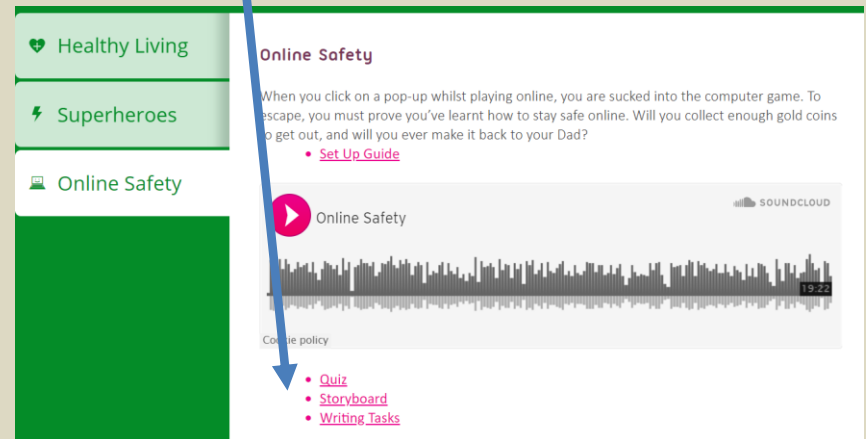 Healthy Living
Superheroes
Online Safety
Online Safety
When you click on a pop-up whilst playing online, you are sucked into the computer game. To
escape, you must prove you've learnt how to stay safe online. Will you collect enough gold coins
to get out, and will you ever make it back to your Dad?
• Set Up Guide
Online Safety
SOUNDCLOUD
19:22
Cookie policy
• Quiz
• Storyboard
• Writing Tasks